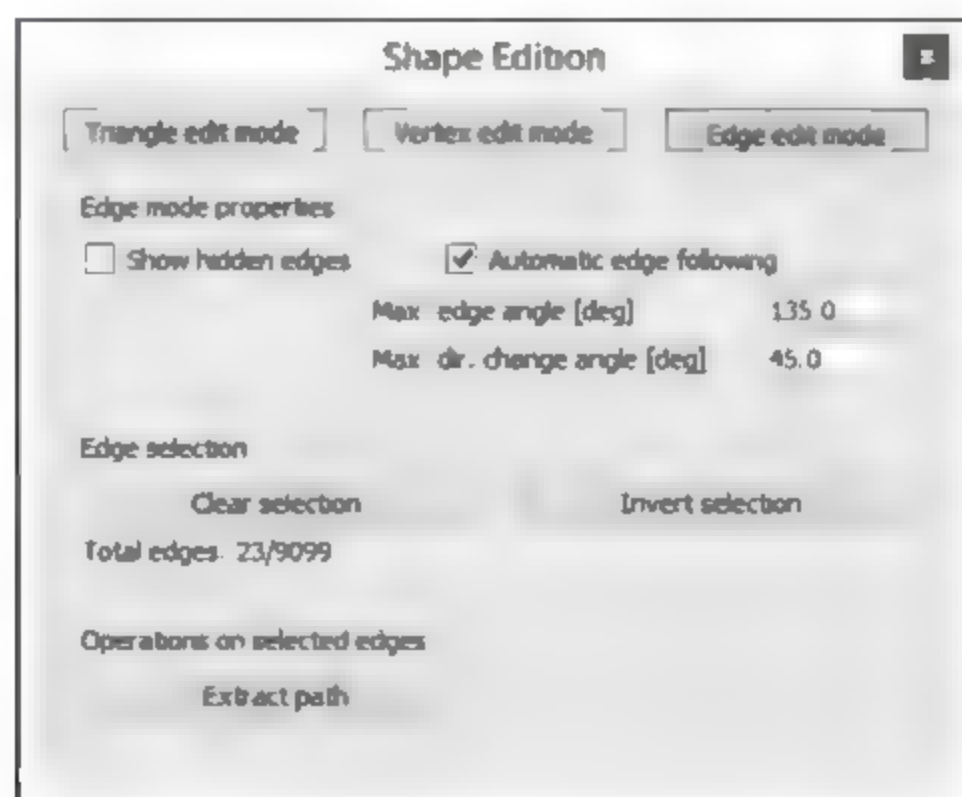 Shape Edition
Triangle edit mode Vertex edit mode Edge edit mode
Edge mode properties
Show hidden edges Automatic edge following
Max. edge angle [deg] 135.0
Max. dir. change angle [deg] 45.0
Edge selection
Clear selection Invert selection
Total edges: 23/9099
Operations on selected edges
Extract path